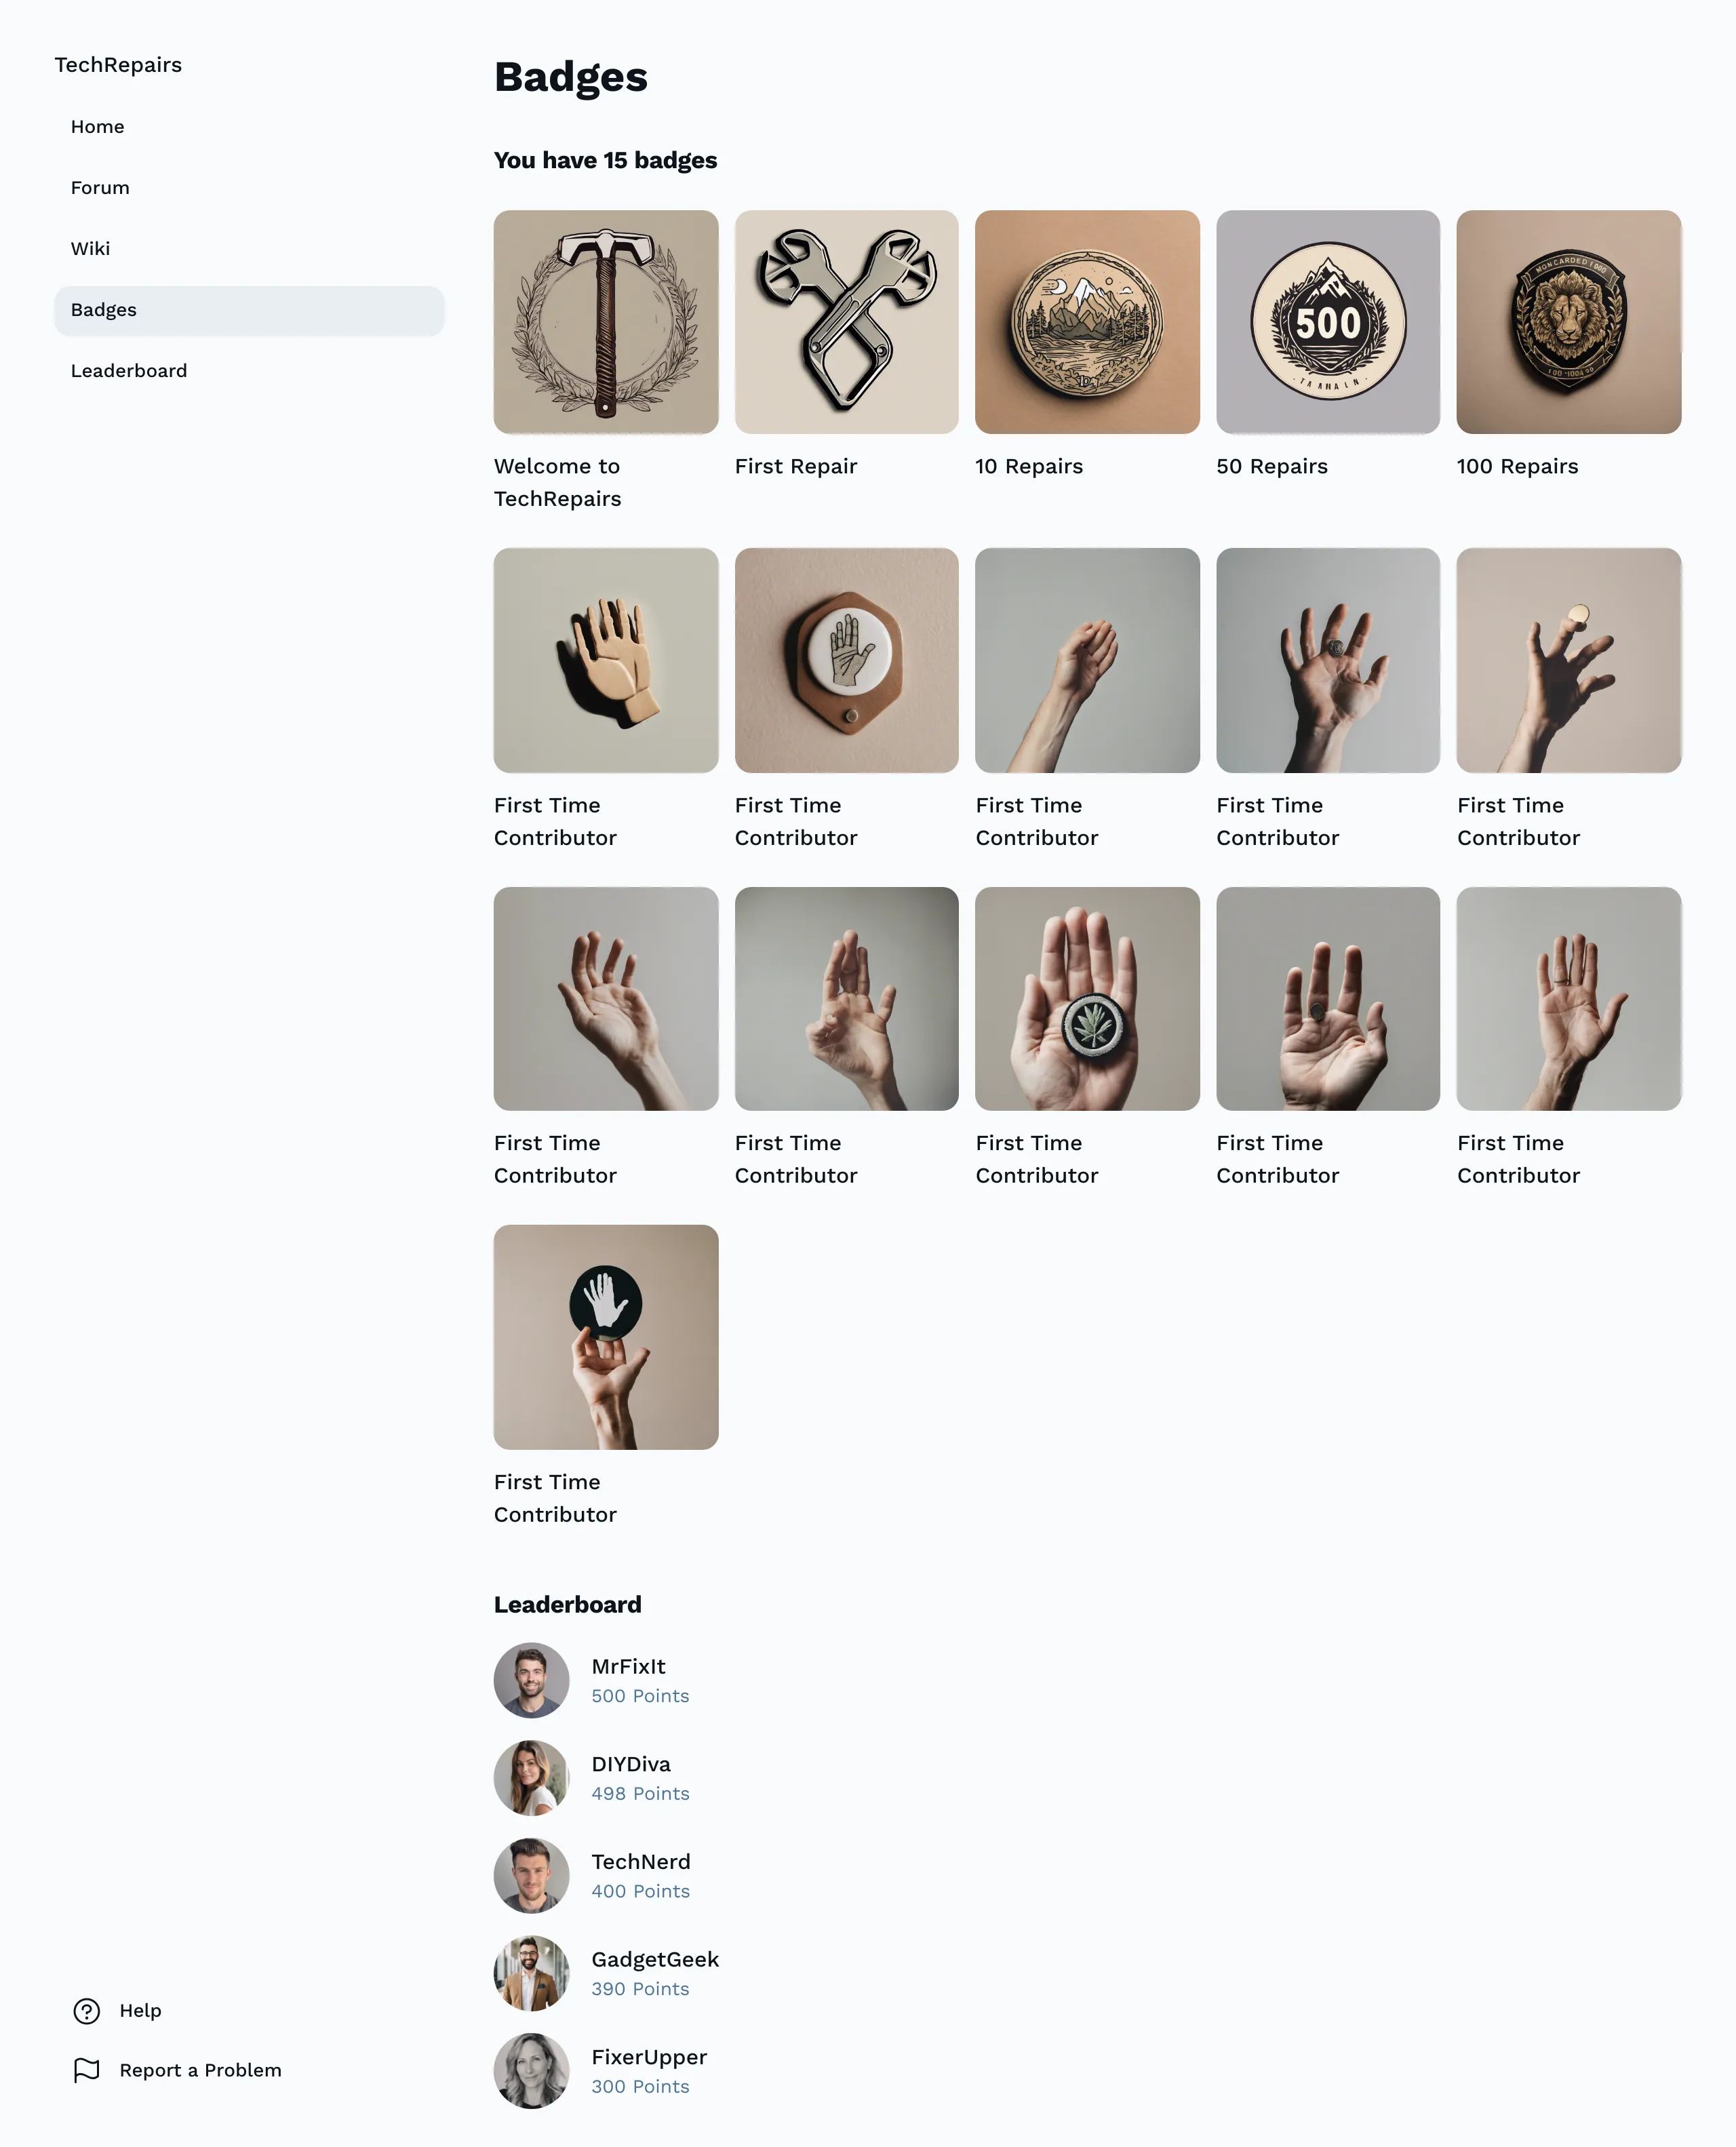 TechRepairs
Home
Forum
Wiki
Badges
Leaderboard
Help
Report a Problem
Badges
You have 15 badges
500
Welcome to
TechRepairs
First Repair
10 Repairs
50 Repairs
100 Repairs
First Time
Contributor
First Time
Contributor
First Time
Contributor
First Time
Contributor
First Time
Contributor
First Time
Contributor
First Time
Contributor
First Time
Contributor
First Time
Contributor
First Time
Contributor
First Time
Contributor
Leaderboard
MrFixIt
500 Points
DIYDiva
498 Points
TechNerd
400 Points
GadgetGeek
390 Points
FixerUpper
300 Points